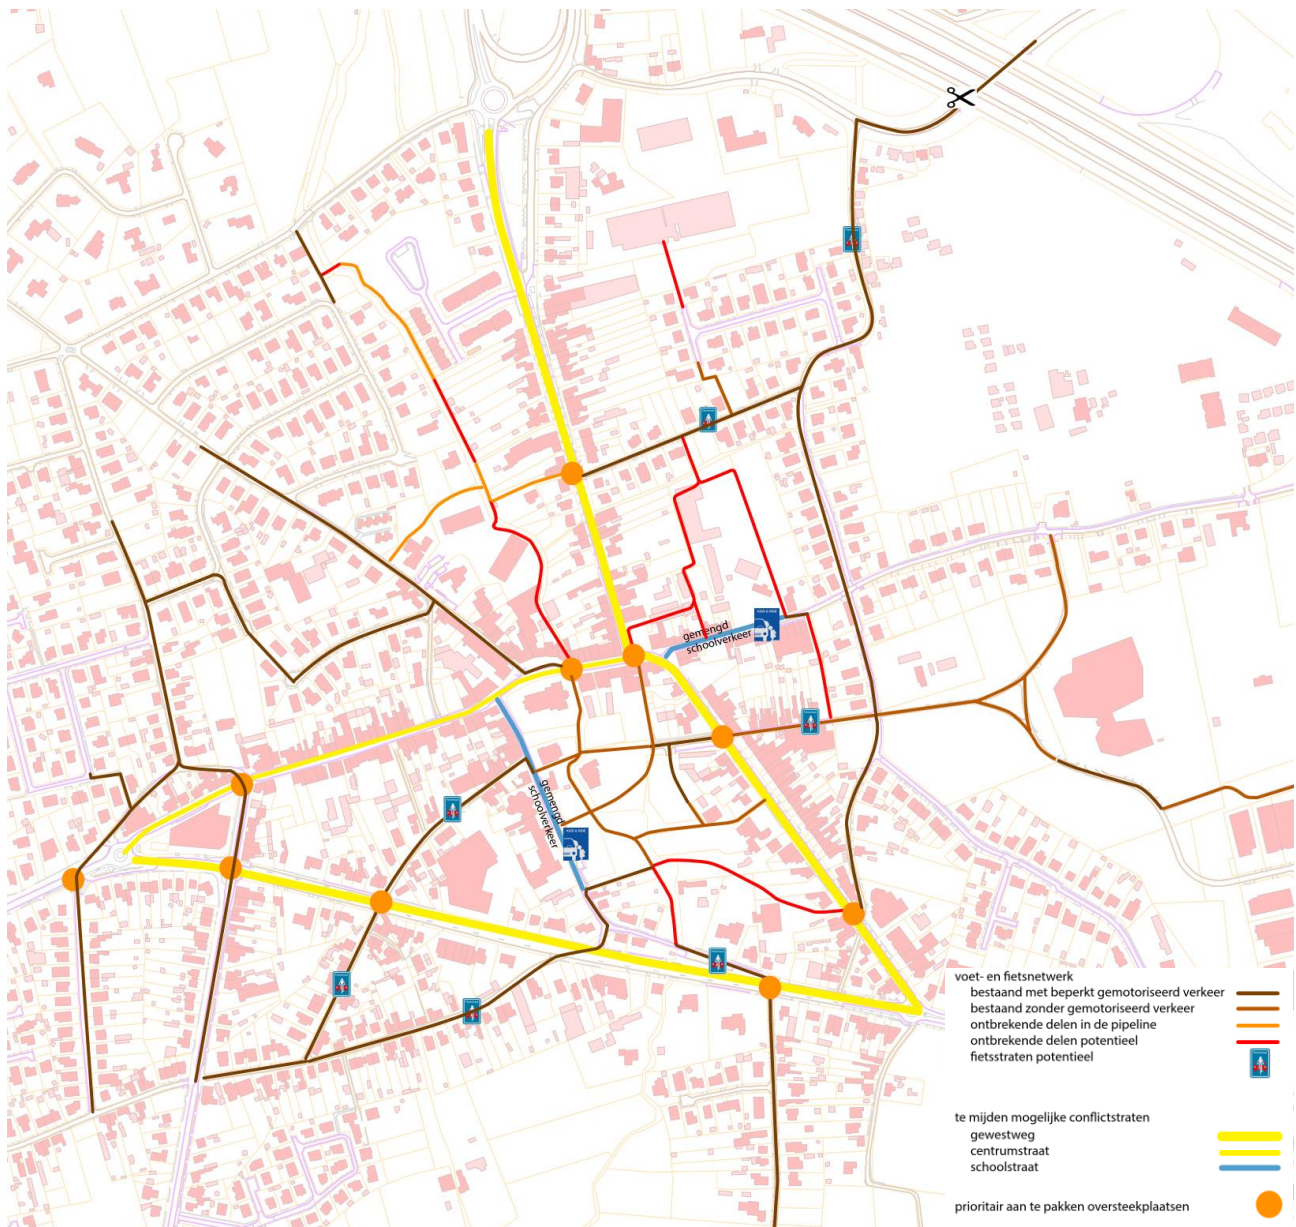 gemengd
schoolverkeer
gemengd
schoolverkeer
voet- en fietsnetwerk
bestaand met beperkt gemotoriseerd verkeer
bestaand zonder gemotoriseerd verkeer
ontbrekende delen in de pipeline
ontbrekende delen potentieel
fietsstraten potentieel
te mijden mogelijke conflictstraten
gewestweg
centrumstraat
schoolstraat
prioritair aan te pakken oversteekplaatsen